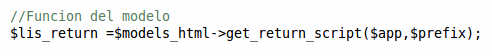 //Funcion del modelo
$lis_return =$models_html->get_return_script($app,$prefix);